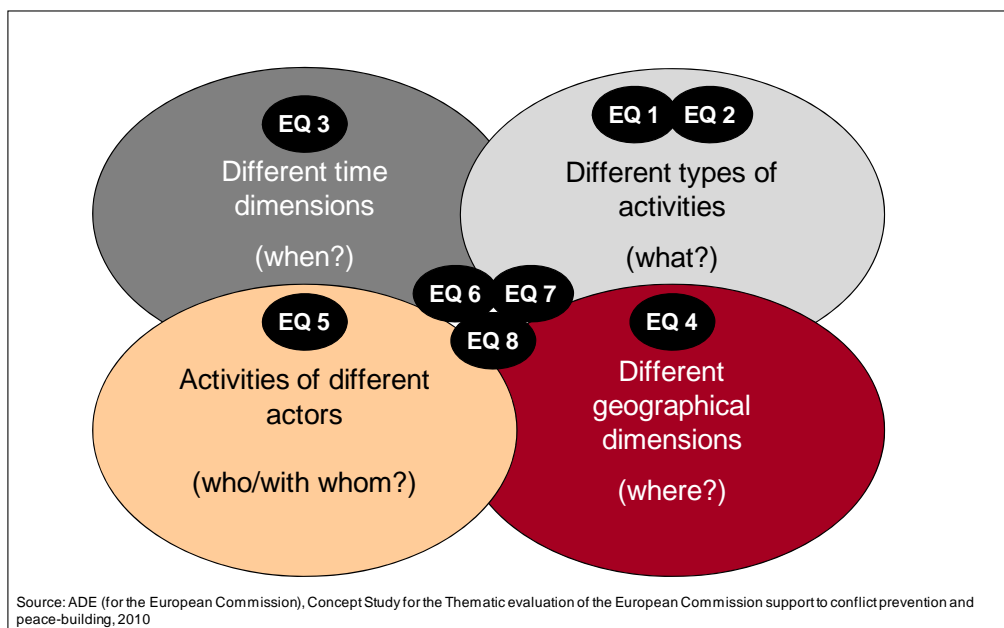 EQ 3
Different time
dimensions
(when?)
EQ 1 EQ 2
Different types of
activities
(what?)
EQ 6 EQ 7
EQ 8
EQ 5
Activities of different
actors
(who/with whom?)
EQ 4
Different
geographical
dimensions
(where?)
Source: ADE (for the European Commission), Concept Study for the Thematic evaluation of the European Commission support to conflict prevention and
peace-building, 2010